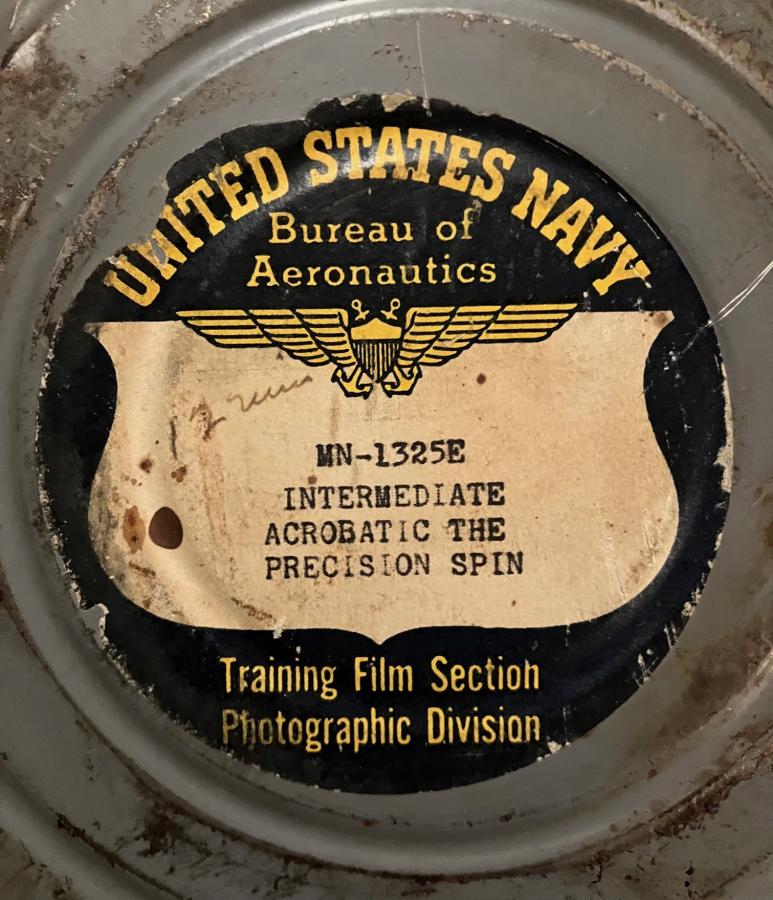 UNITED STATES NAVY
Bureau of
Aeronautics
MN-1325E
INTERMEDIATE
ACROBATIC THE
PRECISION SPIN
Training Film Section
Photographic Division